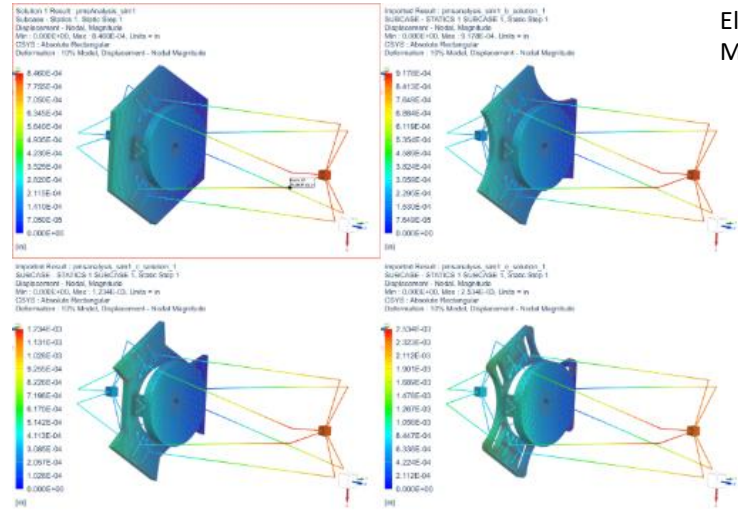 Solution 1 Result : pmsAnalysis_sim1
Subcase - Statics 1, Static Step 1
Displacement - Nodal, Magnitude
Min : 0.000E+00, Max : 8.460E-04, Units = in
CSYS : Absolute Rectangular
Deformation : 10% Model, Displacement - Nodal Magnitude
8.460E-04
7.755E-04
7.050E-04
6.345E-04
5.640E-04
4.935E-04
4.230E-04
3.525E-04
2.820E-04
2.115E-04
1.410E-04
7.050E-05
0.000E+00
[in]
Imported Result : pmsanalysis_sim1_b_solution_1
SUBCASE - STATICS 1 SUBCASE 1, Static Step 1
Displacement - Nodal, Magnitude
Min : 0.000E+00, Max : 9.178E-04, Units = in
CSYS : Absolute Rectangular
Deformation : 10% Model, Displacement - Nodal Magnitude
9.178E-04
8.413E-04
7.648E-04
6.884E-04
6.119E-04
5.354E-04
4.589E-04
3.824E-04
3.059E-04
2.295E-04
1.530E-04
7.648E-05
0.000E+00
[in]
El
M
Imported Result : pmsanalysis_sim1_c_solution_1
SUBCASE - STATICS 1 SUBCASE 1, Static Step 1
Displacement - Nodal, Magnitude
Min : 0.000E+00, Max : 1.234E-03, Units = in
CSYS : Absolute Rectangular
Deformation : 10% Model, Displacement - Nodal Magnitude
1.234E-03
1.131E-03
1.028E-03
9.255E-04
8.226E-04
7.198E-04
6.170E-04
5.142E-04
4.113E-04
3.085E-04
2.057E-04
1.028E-04
0.000E+00
[in]
Imported Result : pmsanalysis_sim1_o_solution_1
SUBCASE - STATICS 1 SUBCASE 1, Static Step 1
Displacement - Nodal, Magnitude
Min : 0.000E+00, Max : 2.534E-03, Units = in
CSYS : Absolute Rectangular
Deformation : 10% Model, Displacement - Nodal Magnitude
2.534E-03
2.323E-03
2.112E-03
1.901E-03
1.689E-03
1.478E-03
1.267E-03
1.056E-03
8.447E-04
6.336E-04
4.224E-04
2.112E-04
0.000E+00
[in]